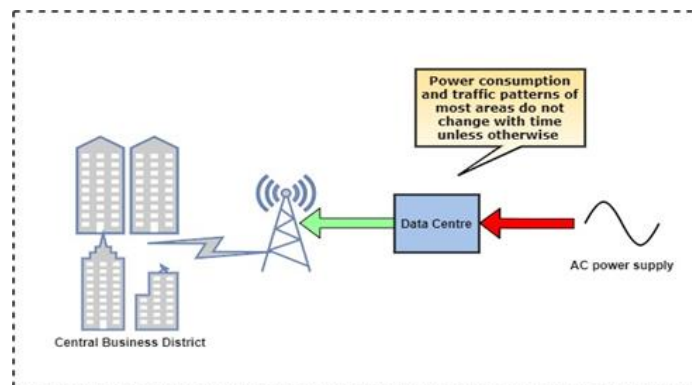 Power consumption
and traffic patterns of
most areas do not
change with time
unless otherwise
Data Centre
AC power supply
Central Business District